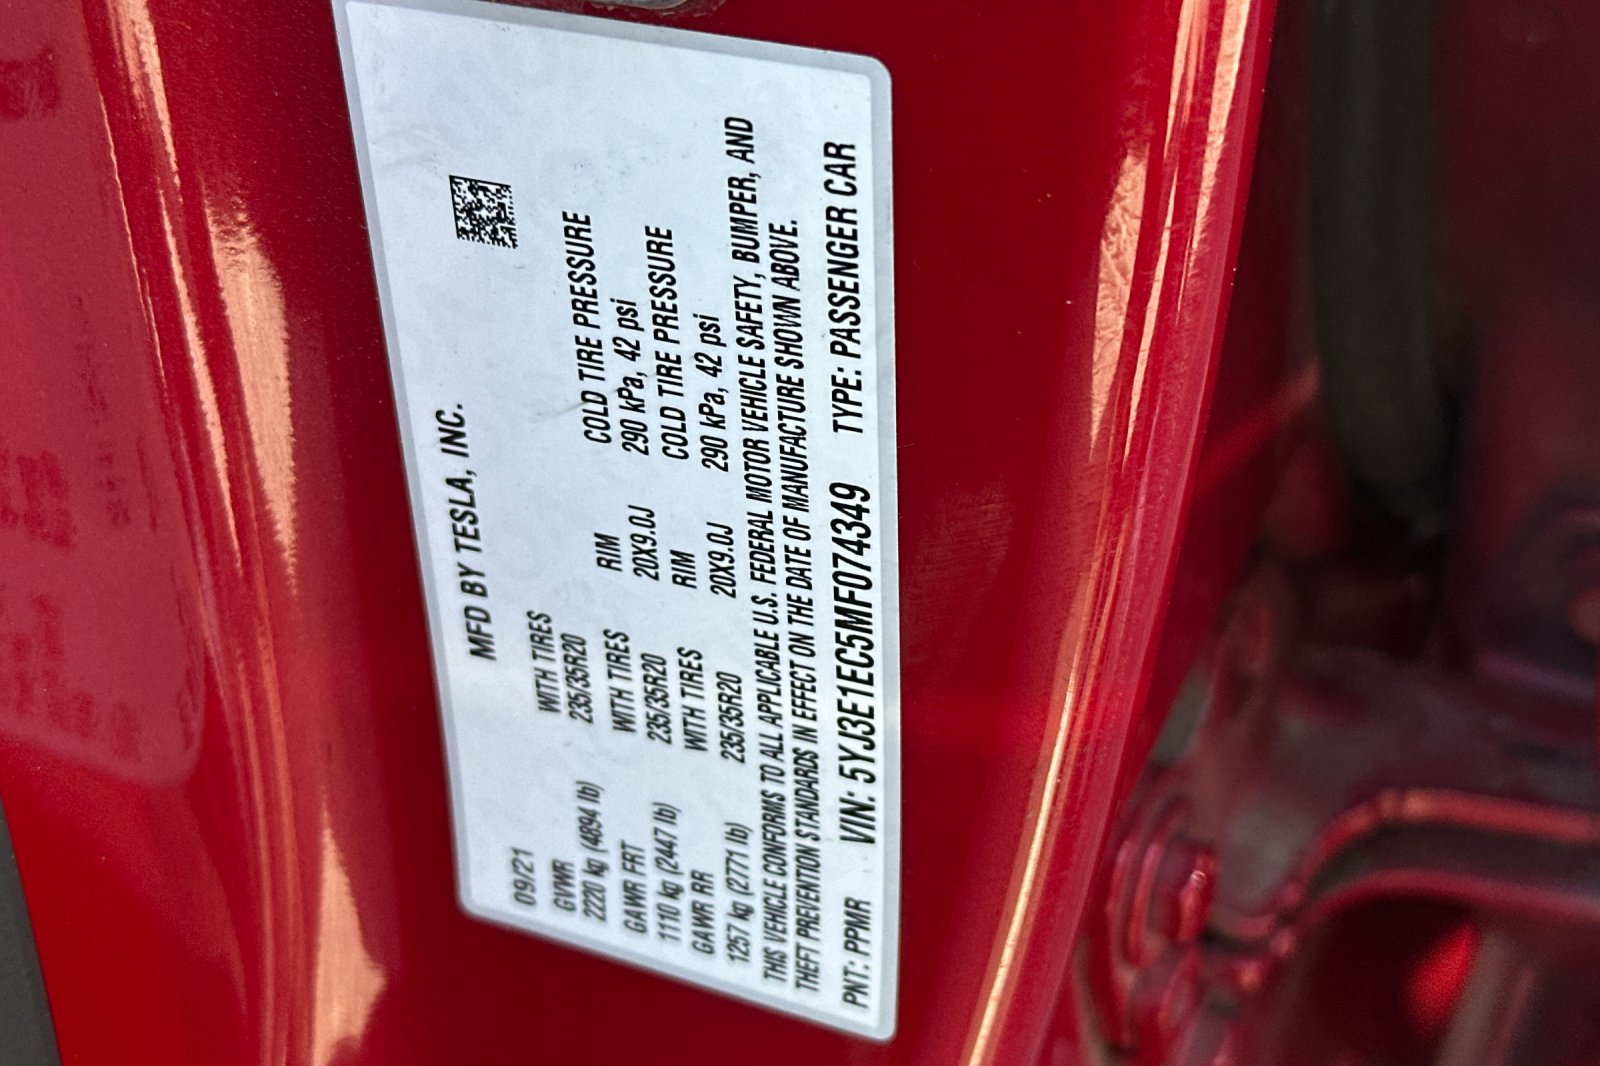 MFD BY TESLA, INC.
09/21
GVWR WITH TIRES RIM COLD TIRE PRESSURE
2220 kg (4894 lb) 235/35R20 20X9.0J 290 kPa, 42 psi
GAWR FRT WITH TIRES RIM COLD TIRE PRESSURE
1110 kg (2447 lb) 235/35R20 20X9.0J 290 kPa, 42 psi
GAWR RR WITH TIRES
1257 kg (2771 lb) 235/35R20
THIS VEHICLE CONFORMS TO ALL APPLICABLE U.S. FEDERAL MOTOR VEHICLE SAFETY, BUMPER, AND
THEFT PREVENTION STANDARDS IN EFFECT ON THE DATE OF MANUFACTURE SHOWN ABOVE.
PNT: PPMR VIN: 5YJ3E1EC5MF074349 TYPE: PASSENGER CAR